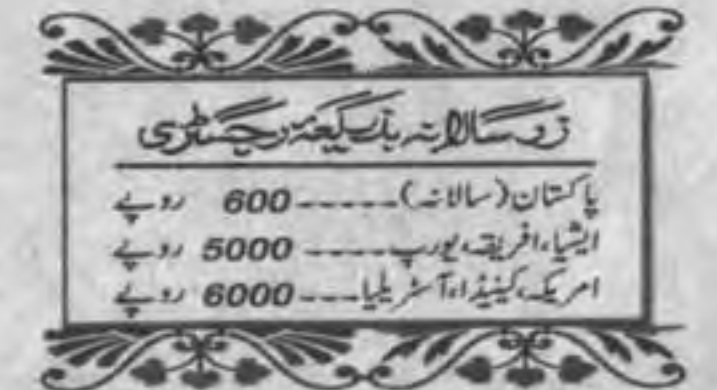 زرِ سالانہ بذریعہ رجسٹری
پاکستان (سالانہ)-----600 روپے
ایشیا، افریقہ، یورپ-----5000 روپے
امریکہ، کینیڈا، آسٹریلیا----6000 روپے